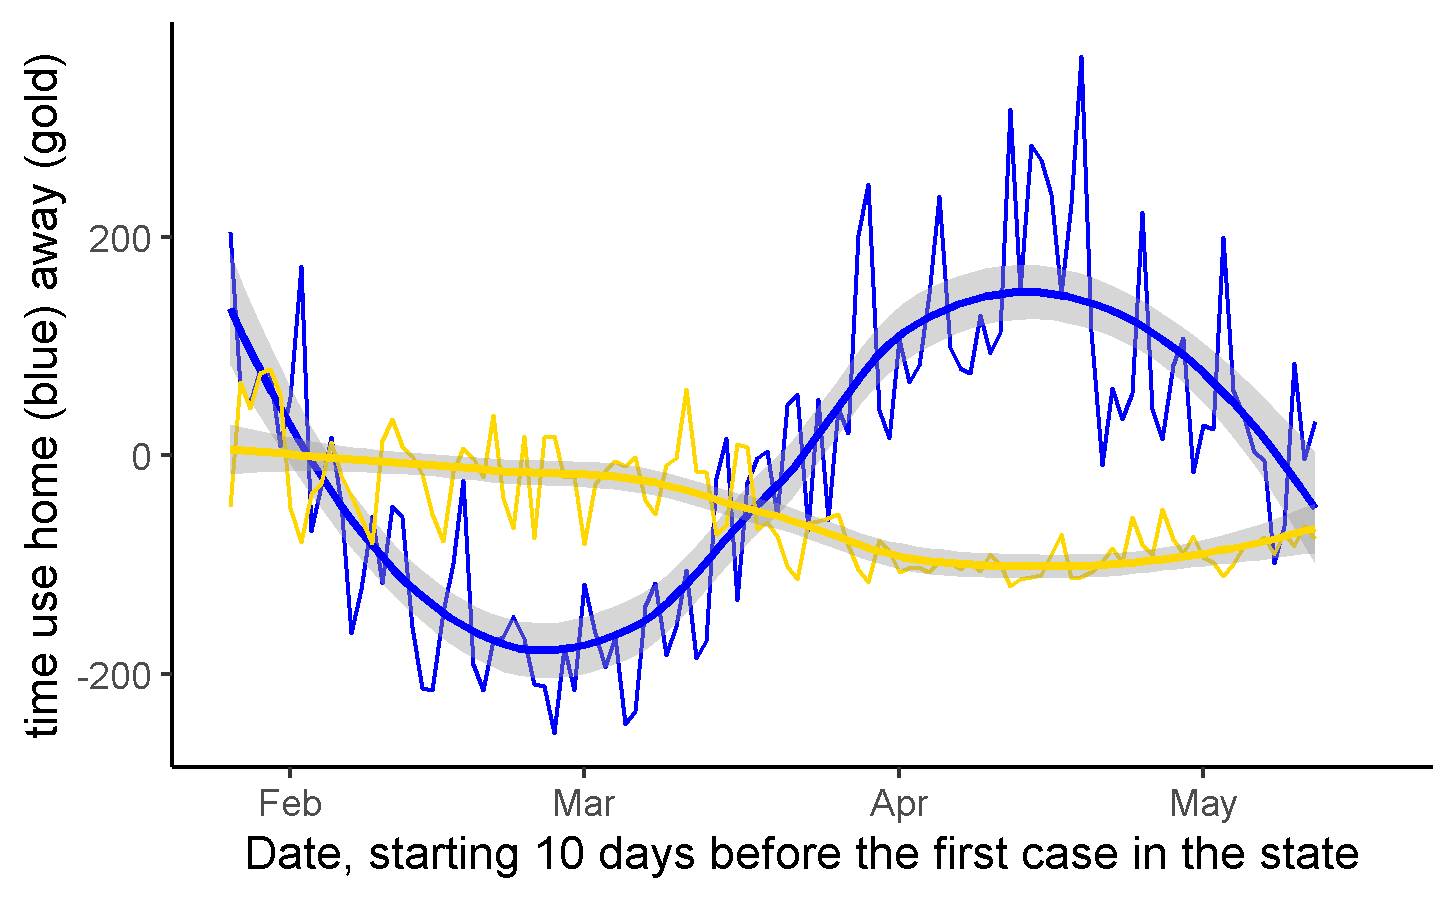 time use home (blue) away (gold)
200
0
-200
Feb Mar Apr May
Date, starting 10 days before the first case in the state